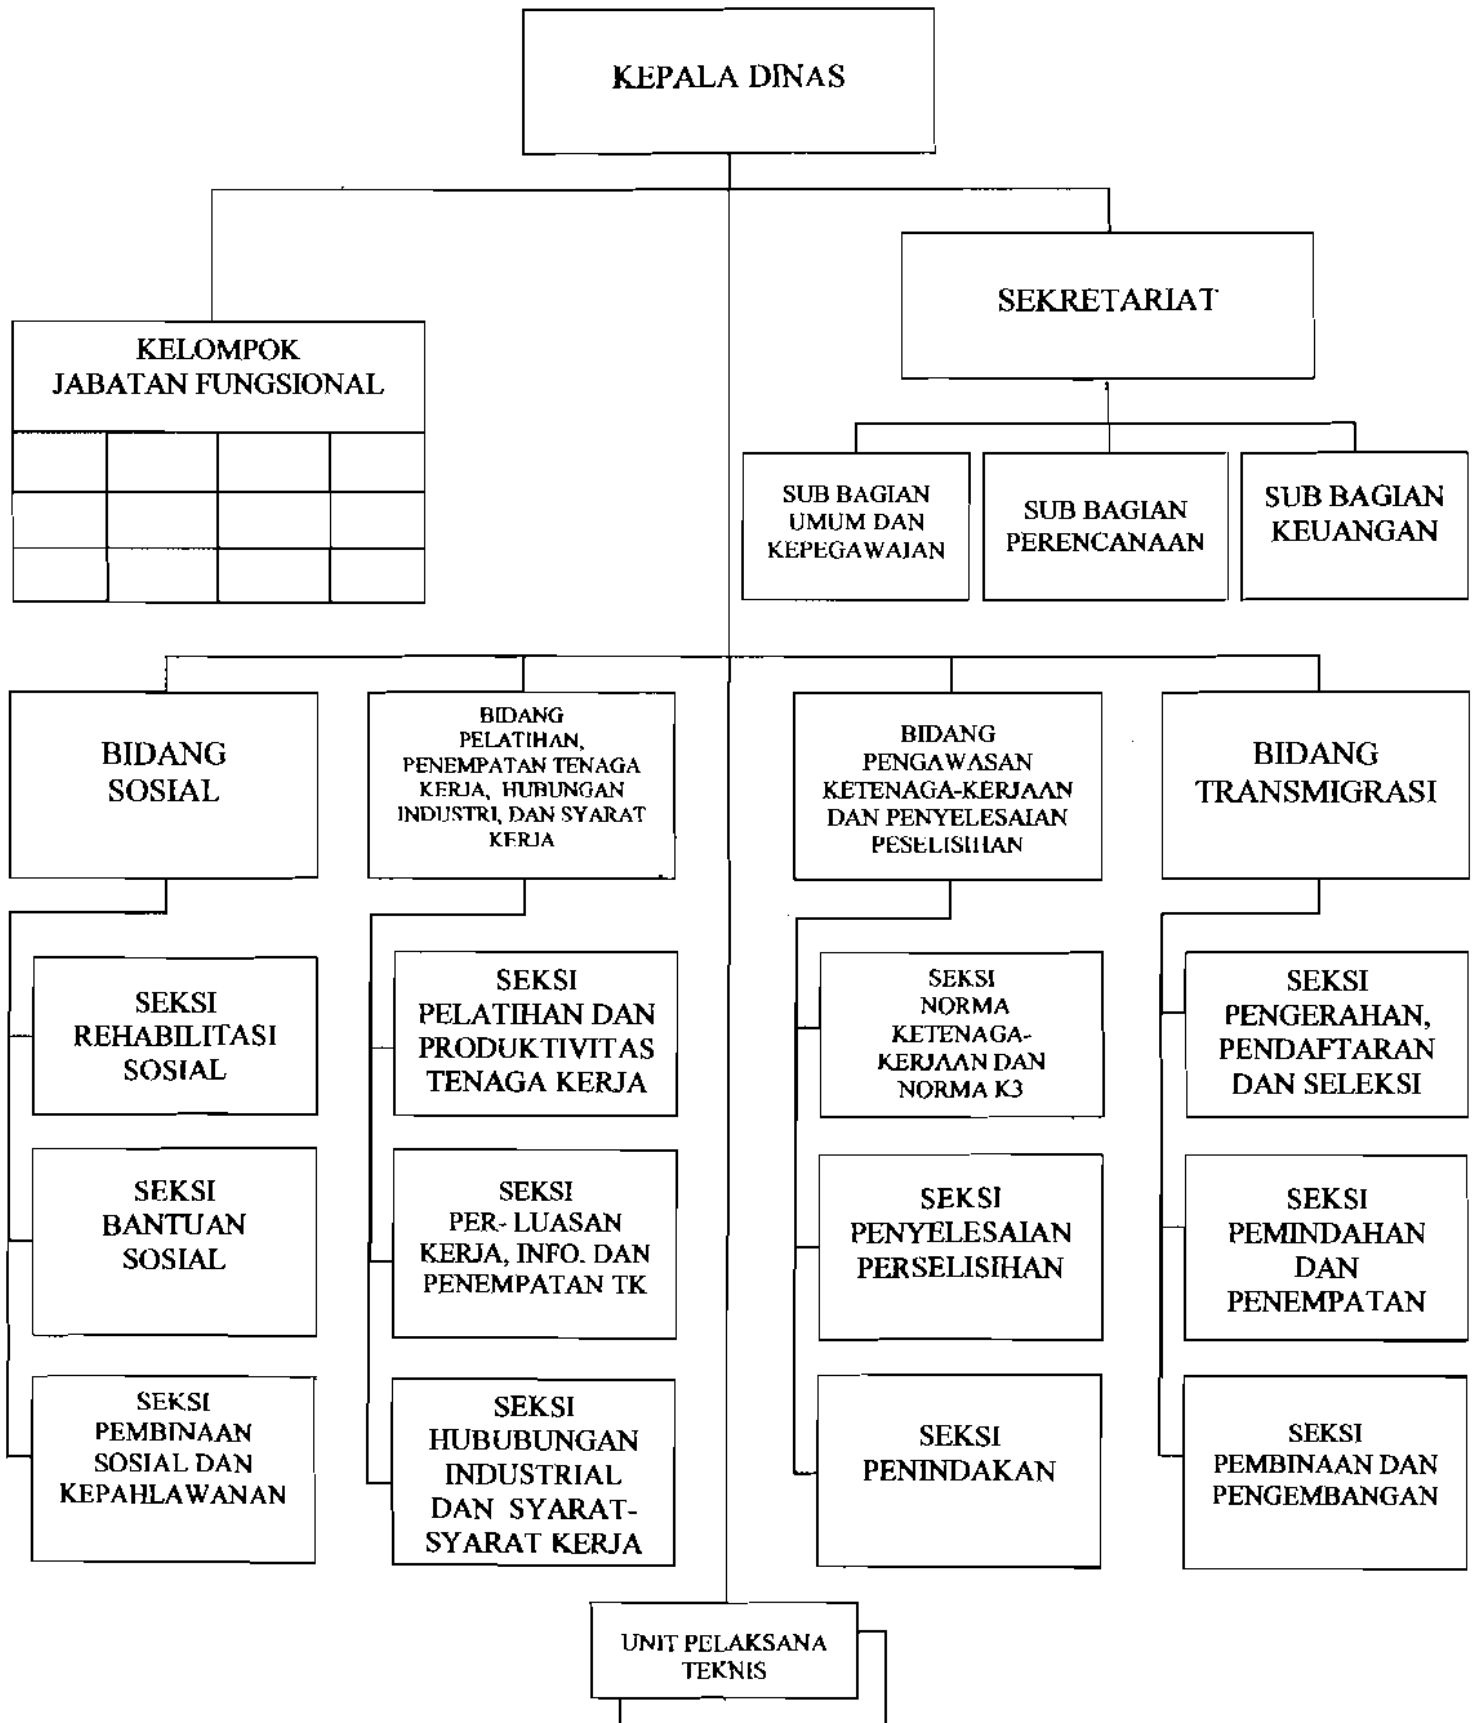 KEPALA DINAS
SEKRETARIAT
KELOMPOK
JABATAN FUNGSIONAL
SUB BAGIAN
UMUM DAN
KEPEGAWAIAN
SUB BAGIAN
PERENCANAAN
SUB BAGIAN
KEUANGAN
BIDANG
SOSIAL
BIDANG
PELATIHAN,
PENEMPATAN TENAGA
KERJA, HUBUNGAN
INDUSTRI, DAN SYARAT
KERJA
BIDANG
PENGAWASAN
KETENAGA-KERJAAN
DAN PENYELESAIAN
PESELISIHAN
BIDANG
TRANSMIGRASI
SEKSI
REHABILITASI
SOSIAL
SEKSI
PELATIHAN DAN
PRODUKTIVITAS
TENAGA KERJA
SEKSI
NORMA
KETENAGA-
KERJAAN DAN
NORMA K3
SEKSI
PENGERAHAN,
PENDAFTARAN
DAN SELEKSI
SEKSI
BANTUAN
SOSIAL
SEKSI
PER- LUASAN
KERJA, INFO. DAN
PENEMPATAN TK
SEKSI
PENYELESAIAN
PERSELISIHAN
SEKSI
PEMINDAHAN
DAN
PENEMPATAN
SEKSI
PEMBINAAN
SOSIAL DAN
KEPAHLAWANAN
SEKSI
HUBUBUNGAN
INDUSTRIAL
DAN SYARAT-
SYARAT KERJA
SEKSI
PENINDAKAN
SEKSI
PEMBINAAN DAN
PENGEMBANGAN
UNIT PELAKSANA
TEKNIS